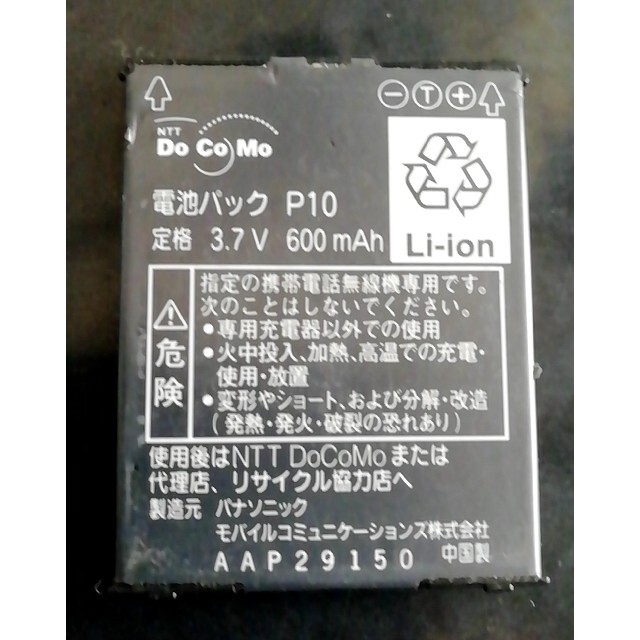 NTT
Do Co Mo
電池パック P10
定格 3.7V 600 mAh
Li-ion
⚠危険
指定の携帯電話無線機専用です。
次のことはしないでください。
●専用充電器以外での使用
●火中投入、加熱、高温での充電・
使用・放置
●変形やショート、および分解・改造
(発熱・発火・破裂の恐れあり)
使用後はNTT DoCoMoまたは
代理店、リサイクル協力店へ
製造元 パナソニック
モバイルコミュニケーションズ株式会社
AAP29150 中国製